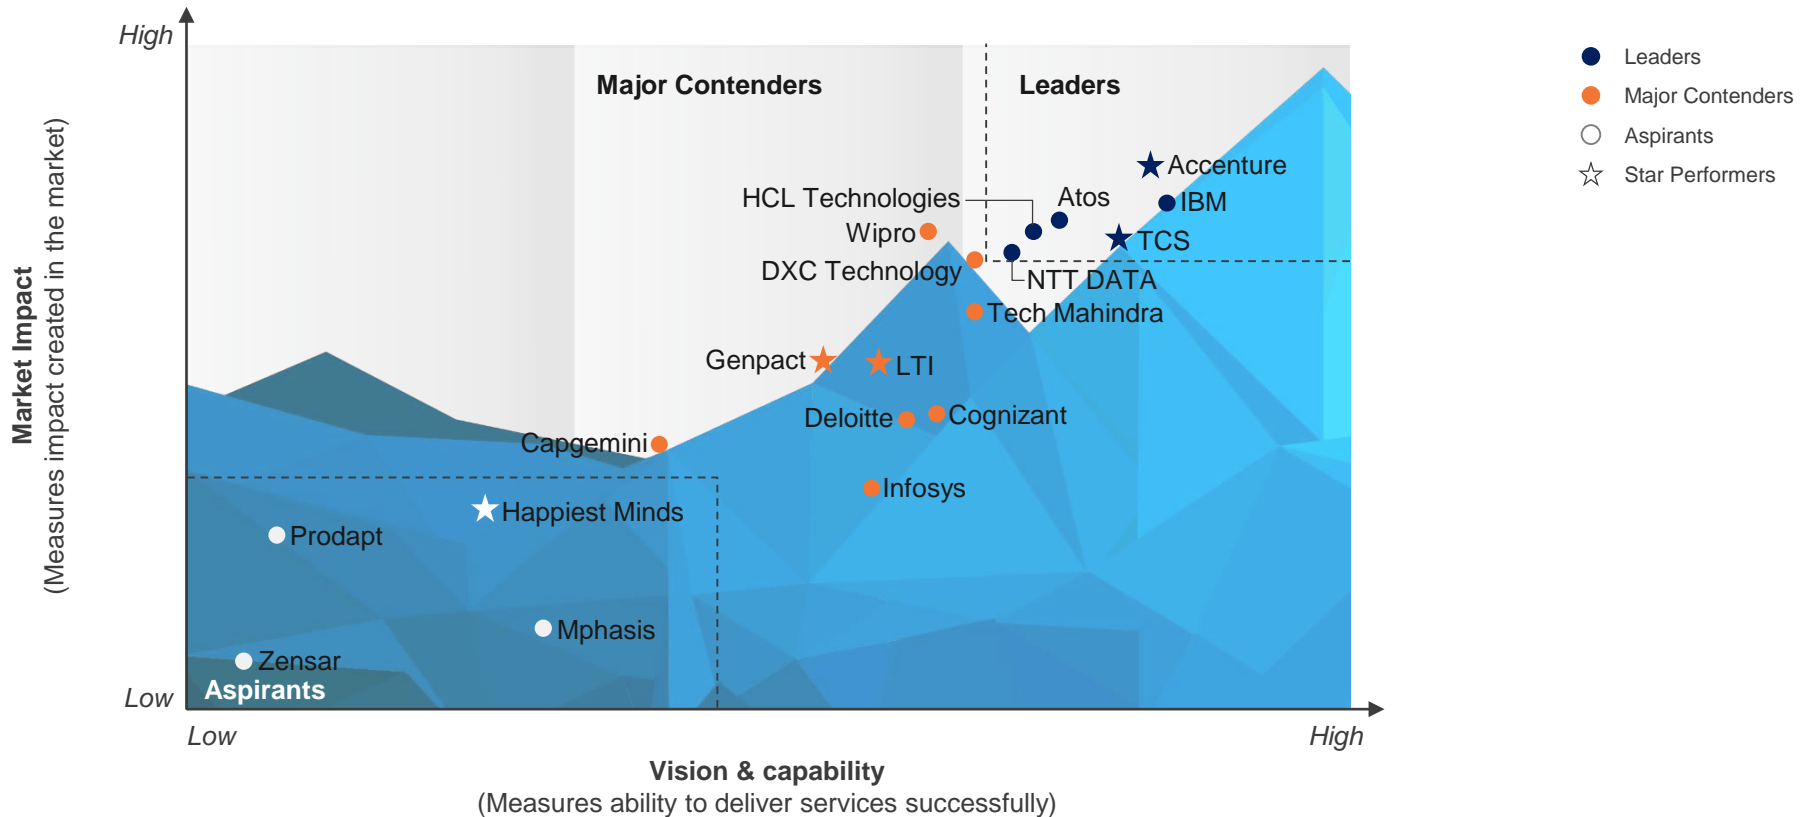 High
Major Contenders
Leaders
Leaders
Major Contenders
Aspirants
Star Performers
Accenture
HCL Technologies
Atos
IBM
Wipro
TCS
DXC Technology
NTT DATA
Tech Mahindra
Genpact
LTI
Deloitte
Cognizant
Capgemini
Infosys
Happiest Minds
Prodapt
Mphasis
Zensar
Aspirants
Low
Low
High
Market Impact
(Measures impact created in the market)
Vision & capability
(Measures ability to deliver services successfully)